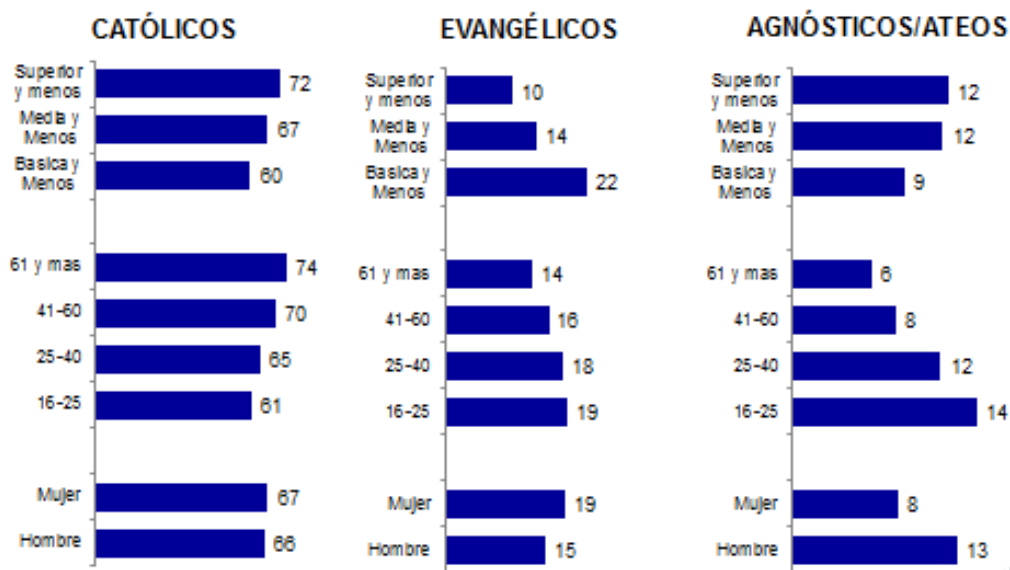 CATÓLICOS
Superior
y menos
72
Media y
Menos
67
Basica y
Menos
60
61 y mas
74
41-60
70
25-40
65
16-25
61
Mujer
67
Hombre
66
EVANGÉLICOS
Superior
y menos
10
Media y
Menos
14
Basica y
Menos
22
61 y mas
14
41-60
16
25-40
18
16-25
19
Mujer
19
Hombre
15
AGNÓSTICOS/ATEOS
Superior
y menos
12
Media y
Menos
12
Basica y
Menos
9
61 y mas
6
41-60
8
25-40
12
16-25
14
Mujer
8
Hombre
13